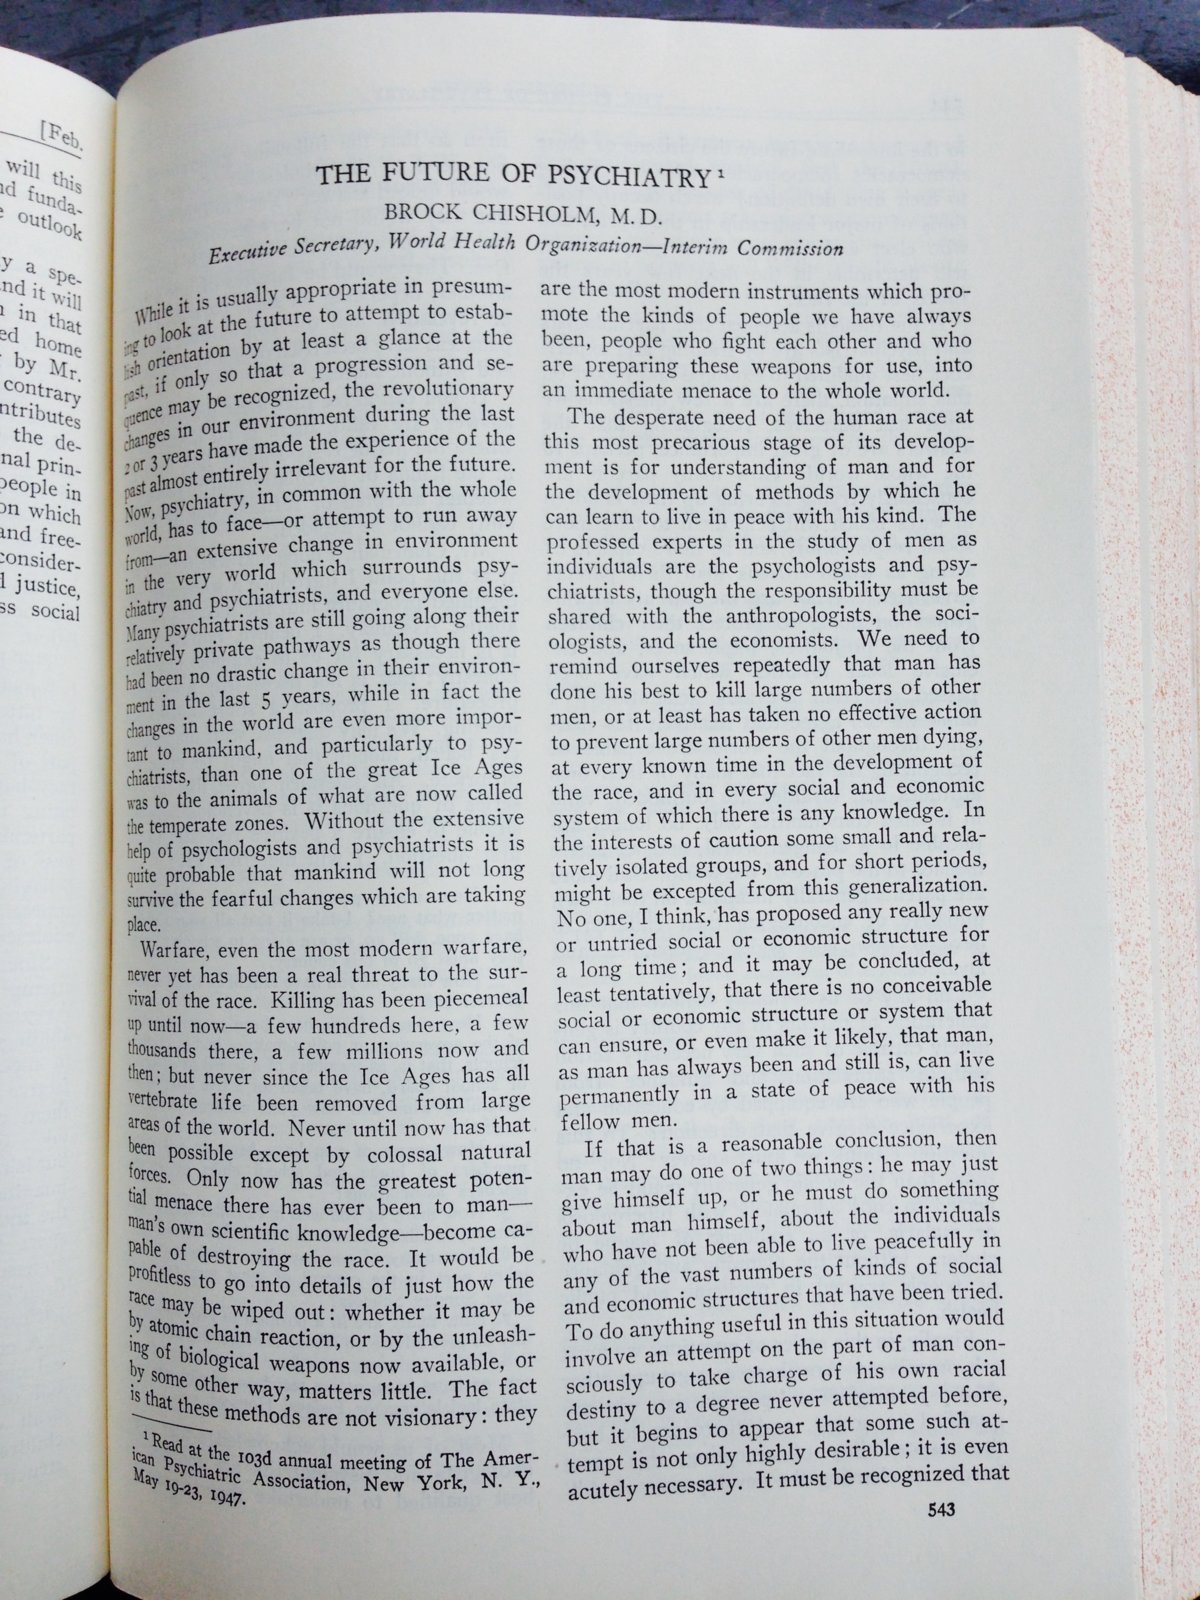 [Feb.
will this
nd funda-
e outlook
y a spe-
and it will
in that
ed home
by Mr.
contrary
ntributes
the de-
nal prin-
people in
on which
and free-
consider-
l justice,
ss social
THE FUTURE OF PSYCHIATRY ¹
BROCK CHISHOLM, M. D.
Executive Secretary, World Health Organization—Interim Commission
While it is usually appropriate in presum-
ing to look at the future to attempt to estab-
lish orientation by at least a glance at the
past, if only so that a progression and se-
quence may be recognized, the revolutionary
changes in our environment during the last
2 or 3 years have made the experience of the
past almost entirely irrelevant for the future.
Now, psychiatry, in common with the whole
world, has to face—or attempt to run away
from—an extensive change in environment
in the very world which surrounds psy-
chiatry and psychiatrists, and everyone else.
Many psychiatrists are still going along their
relatively private pathways as though there
had been no drastic change in their environ-
ment in the last 5 years, while in fact the
changes in the world are even more impor-
tant to mankind, and particularly to psy-
chiatrists, than one of the great Ice Ages
was to the animals of what are now called
the temperate zones. Without the extensive
help of psychologists and psychiatrists it is
quite probable that mankind will not long
survive the fearful changes which are taking
place.
Warfare, even the most modern warfare,
never yet has been a real threat to the sur-
vival of the race. Killing has been piecemeal
up until now—a few hundreds here, a few
thousands there, a few millions now and
then; but never since the Ice Ages has all
vertebrate life been removed from large
areas of the world. Never until now has that
been possible except by colossal natural
forces. Only now has the greatest poten-
tial menace there has ever been to man—
man's own scientific knowledge—become ca-
pable of destroying the race. It would be
profitless to go into details of just how the
race may be wiped out: whether it may be
by atomic chain reaction, or by the unleash-
ing of biological weapons now available, or
by some other way, matters little. The fact
is that these methods are not visionary: they
¹ Read at the 103d annual meeting of The Amer-
ican Psychiatric Association, New York, N. Y.,
May 19-23, 1947.
are the most modern instruments which pro-
mote the kinds of people we have always
been, people who fight each other and who
are preparing these weapons for use, into
an immediate menace to the whole world.
The desperate need of the human race at
this most precarious stage of its develop-
ment is for understanding of man and for
the development of methods by which he
can learn to live in peace with his kind. The
professed experts in the study of men as
individuals are the psychologists and psy-
chiatrists, though the responsibility must be
shared with the anthropologists, the soci-
ologists, and the economists. We need to
remind ourselves repeatedly that man has
done his best to kill large numbers of other
men, or at least has taken no effective action
to prevent large numbers of other men dying,
at every known time in the development of
the race, and in every social and economic
system of which there is any knowledge. In
the interests of caution some small and rela-
tively isolated groups, and for short periods,
might be excepted from this generalization.
No one, I think, has proposed any really new
or untried social or economic structure for
a long time; and it may be concluded, at
least tentatively, that there is no conceivable
social or economic structure or system that
can ensure, or even make it likely, that man,
as man has always been and still is, can live
permanently in a state of peace with his
fellow men.
If that is a reasonable conclusion, then
man may do one of two things: he may just
give himself up, or he must do something
about man himself, about the individuals
who have not been able to live peacefully in
any of the vast numbers of kinds of social
and economic structures that have been tried.
To do anything useful in this situation would
involve an attempt on the part of man con-
sciously to take charge of his own racial
destiny to a degree never attempted before,
but it begins to appear that some such at-
tempt is not only highly desirable; it is even
acutely necessary. It must be recognized that
543